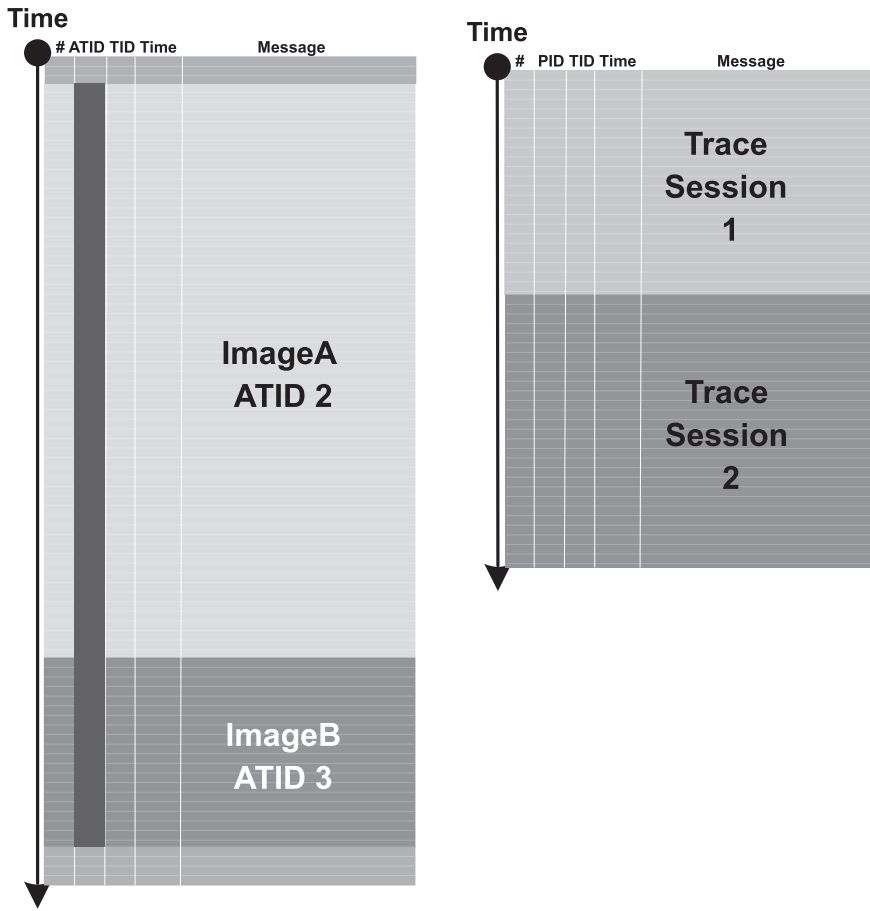 Time
# ATID TID Time Message
ImageA
ATID 2
ImageB
ATID 3
Time
# PID TID Time Message
Trace
Session
1
Trace
Session
2